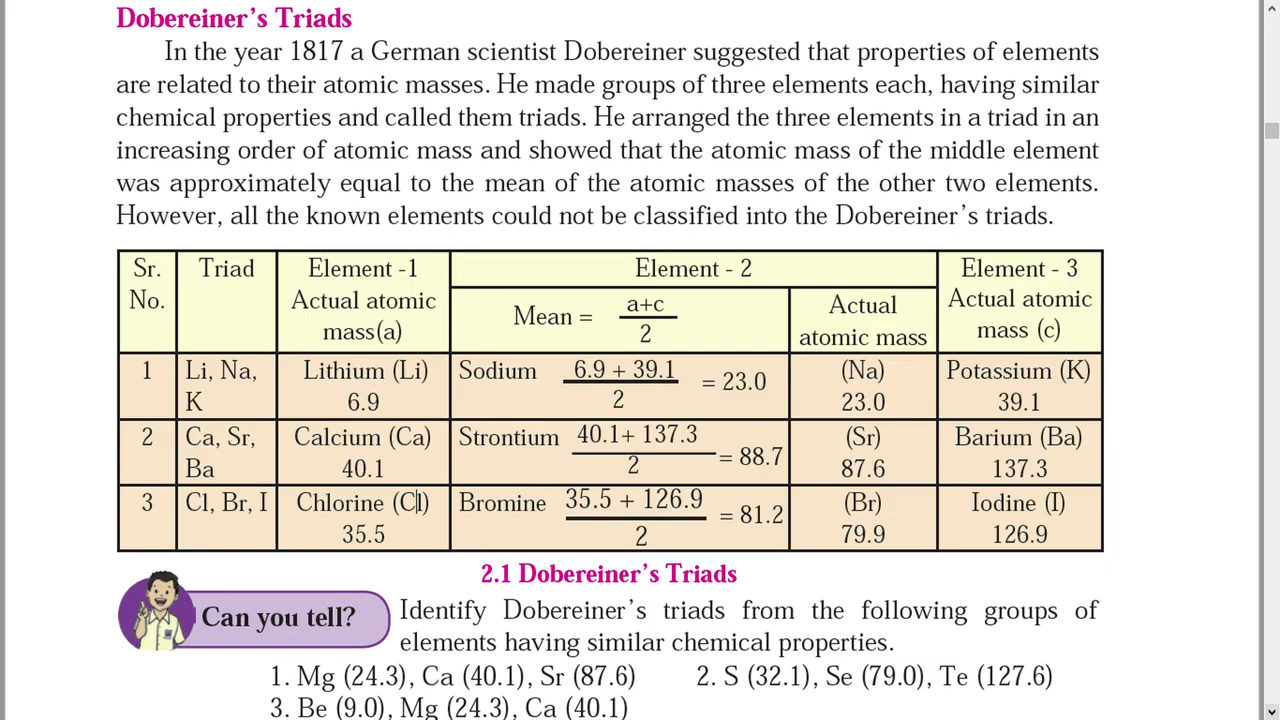 Dobereiner's Triads
In the year 1817 a German scientist Dobereiner suggested that properties of elements
are related to their atomic masses. He made groups of three elements each, having similar
chemical properties and called them triads. He arranged the three elements in a triad in an
increasing order of atomic mass and showed that the atomic mass of the middle element
was approximately equal to the mean of the atomic masses of the other two elements.
However, all the known elements could not be classified into the Dobereiner's triads.
Sr. No. Triad Element -1 Actual atomic mass(a) Element - 2 Element - 3 Actual atomic mass (c)
Mean = a+c / 2 Actual atomic mass
1 Li, Na, K Lithium (Li) 6.9 Sodium 6.9 + 39.1 / 2 = 23.0 (Na) 23.0 Potassium (K) 39.1
2 Ca, Sr, Ba Calcium (Ca) 40.1 Strontium 40.1+ 137.3 / 2 = 88.7 (Sr) 87.6 Barium (Ba) 137.3
3 Cl, Br, I Chlorine (Cl) 35.5 Bromine 35.5 + 126.9 / 2 = 81.2 (Br) 79.9 Iodine (I) 126.9
2.1 Dobereiner's Triads
Can you tell?
Identify Dobereiner's triads from the following groups of
elements having similar chemical properties.
1. Mg (24.3), Ca (40.1), Sr (87.6) 2. S (32.1), Se (79.0), Te (127.6)
3. Be (9.0), Mg (24.3), Ca (40.1)